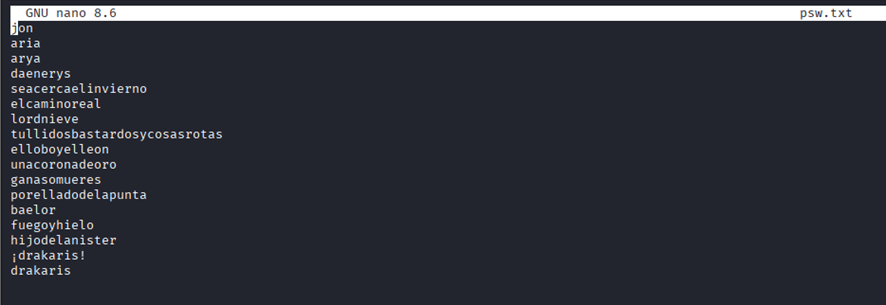 GNU nano 8.6 psw.txt
jon
aria
arya
daenerys
seacercaelinvierno
elcaminoreal
lordnieve
tullidosbastardosycosasrotas
elloboyelleon
unacoronadeoro
ganasomueres
porelladodelapunta
baelor
fuegoyhielo
hijodelanister
¡drakaris!
drakaris